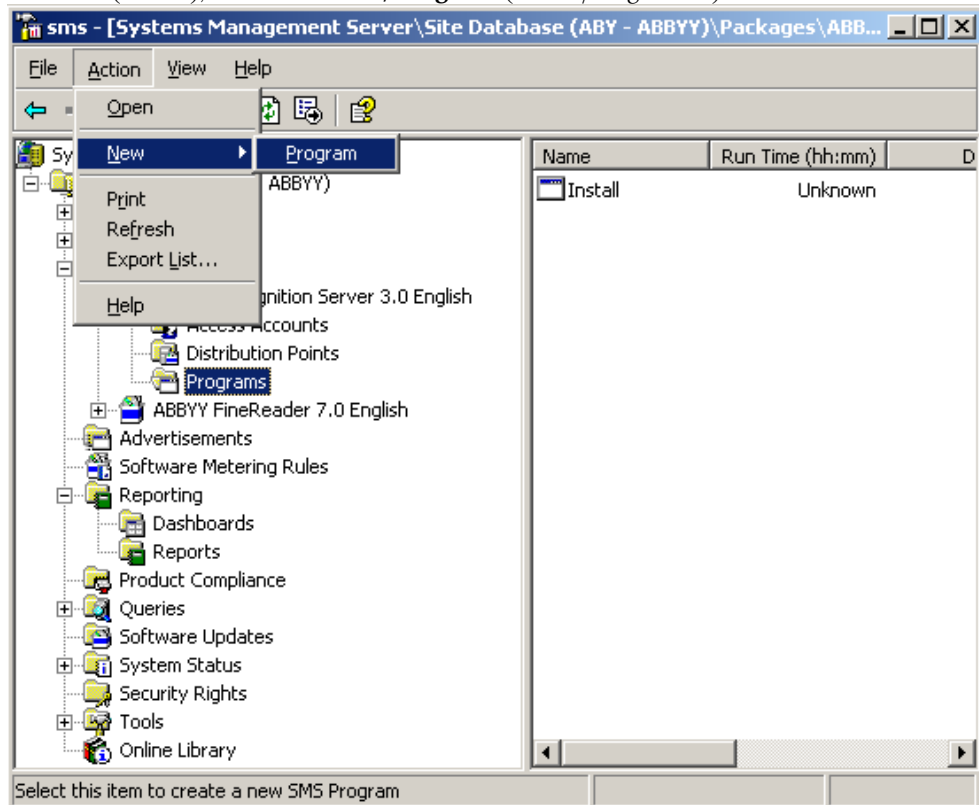 sms - [Systems Management Server\Site Database (ABY - ABBYY)\Packages\ABB...
File Action View Help
Open
New
Program
Print
Refresh
Export List...
Help
Sy
ABBYY)
gnition Server 3.0 English
Access Accounts
Distribution Points
Programs
ABBYY FineReader 7.0 English
Advertisements
Software Metering Rules
Reporting
Dashboards
Reports
Product Compliance
Queries
Software Updates
System Status
Security Rights
Tools
Online Library
Name Run Time (hh:mm) D
Install Unknown
Select this item to create a new SMS Program